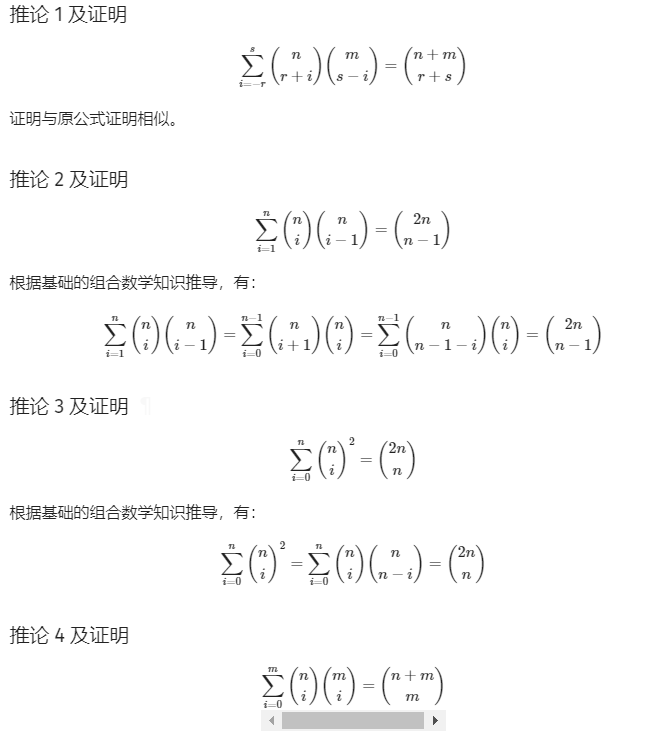 推论 1 及证明
\sum_{i=-r}^{s} \binom{n}{r+i} \binom{m}{s-i} = \binom{n+m}{r+s}
证明与原公式证明相似。
推论 2 及证明
\sum_{i=1}^{n} \binom{n}{i} \binom{n}{i-1} = \binom{2n}{n-1}
根据基础的组合数学知识推导，有：
\sum_{i=1}^{n} \binom{n}{i} \binom{n}{i-1} = \sum_{i=0}^{n-1} \binom{n}{i+1} \binom{n}{i} = \sum_{i=0}^{n-1} \binom{n}{n-1-i} \binom{n}{i} = \binom{2n}{n-1}
推论 3 及证明 ¶
\sum_{i=0}^{n} \binom{n}{i}^2 = \binom{2n}{n}
根据基础的组合数学知识推导，有：
\sum_{i=0}^{n} \binom{n}{i}^2 = \sum_{i=0}^{n} \binom{n}{i} \binom{n}{n-i} = \binom{2n}{n}
推论 4 及证明
\sum_{i=0}^{m} \binom{n}{i} \binom{m}{i} = \binom{n+m}{m}